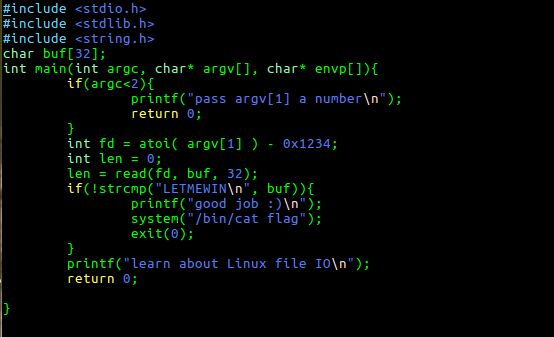 #include <stdio.h>
#include <stdlib.h>
#include <string.h>
char buf[32];
int main(int argc, char* argv[], char* envp[]){
        if(argc<2){
                printf("pass argv[1] a number\n");
                return 0;
        }
        int fd = atoi( argv[1] ) - 0x1234;
        int len = 0;
        len = read(fd, buf, 32);
        if(!strcmp("LETMEWIN\n", buf)){
                printf("good job :)\n");
                system("/bin/cat flag");
                exit(0);
        }
        printf("learn about Linux file IO\n");
        return 0;

}